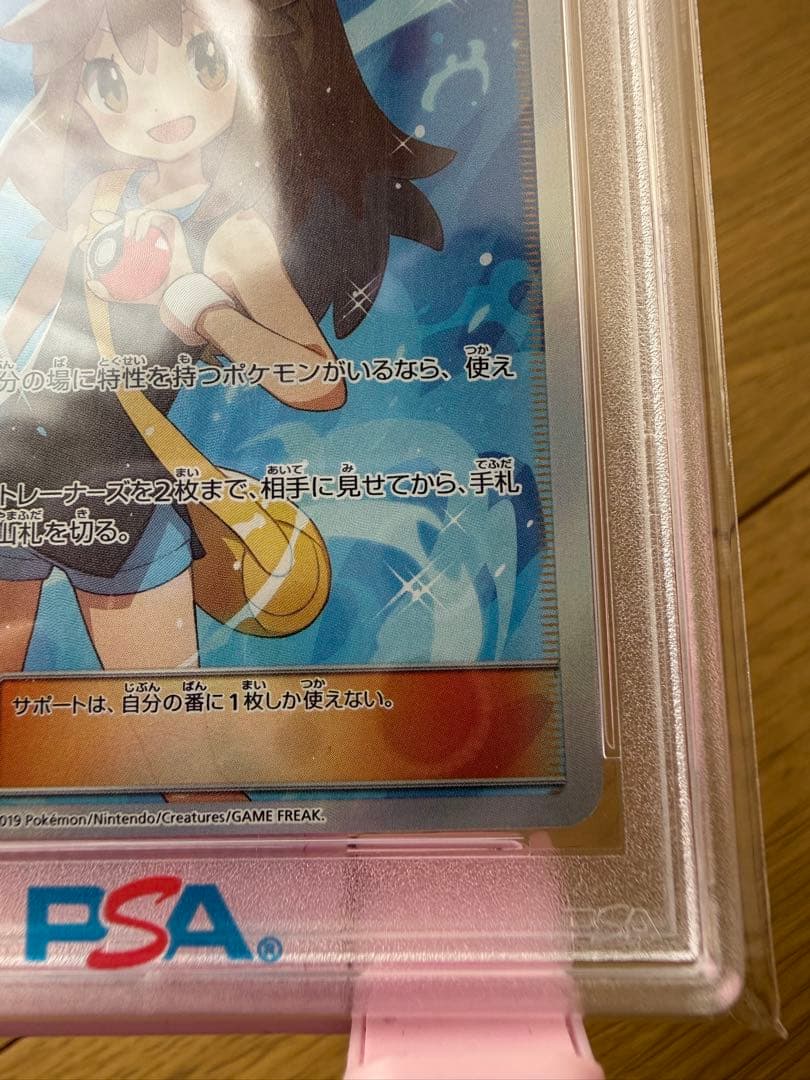 分の場に特性を持つポケモンがいるなら、使え
トレーナーズを2枚まで、相手に見せてから、手札
山札を切る。
サポートは、自分の番に1枚しか使えない。
019 Pokémon/Nintendo/Creatures/GAME FREAK.
PSA®
PSA